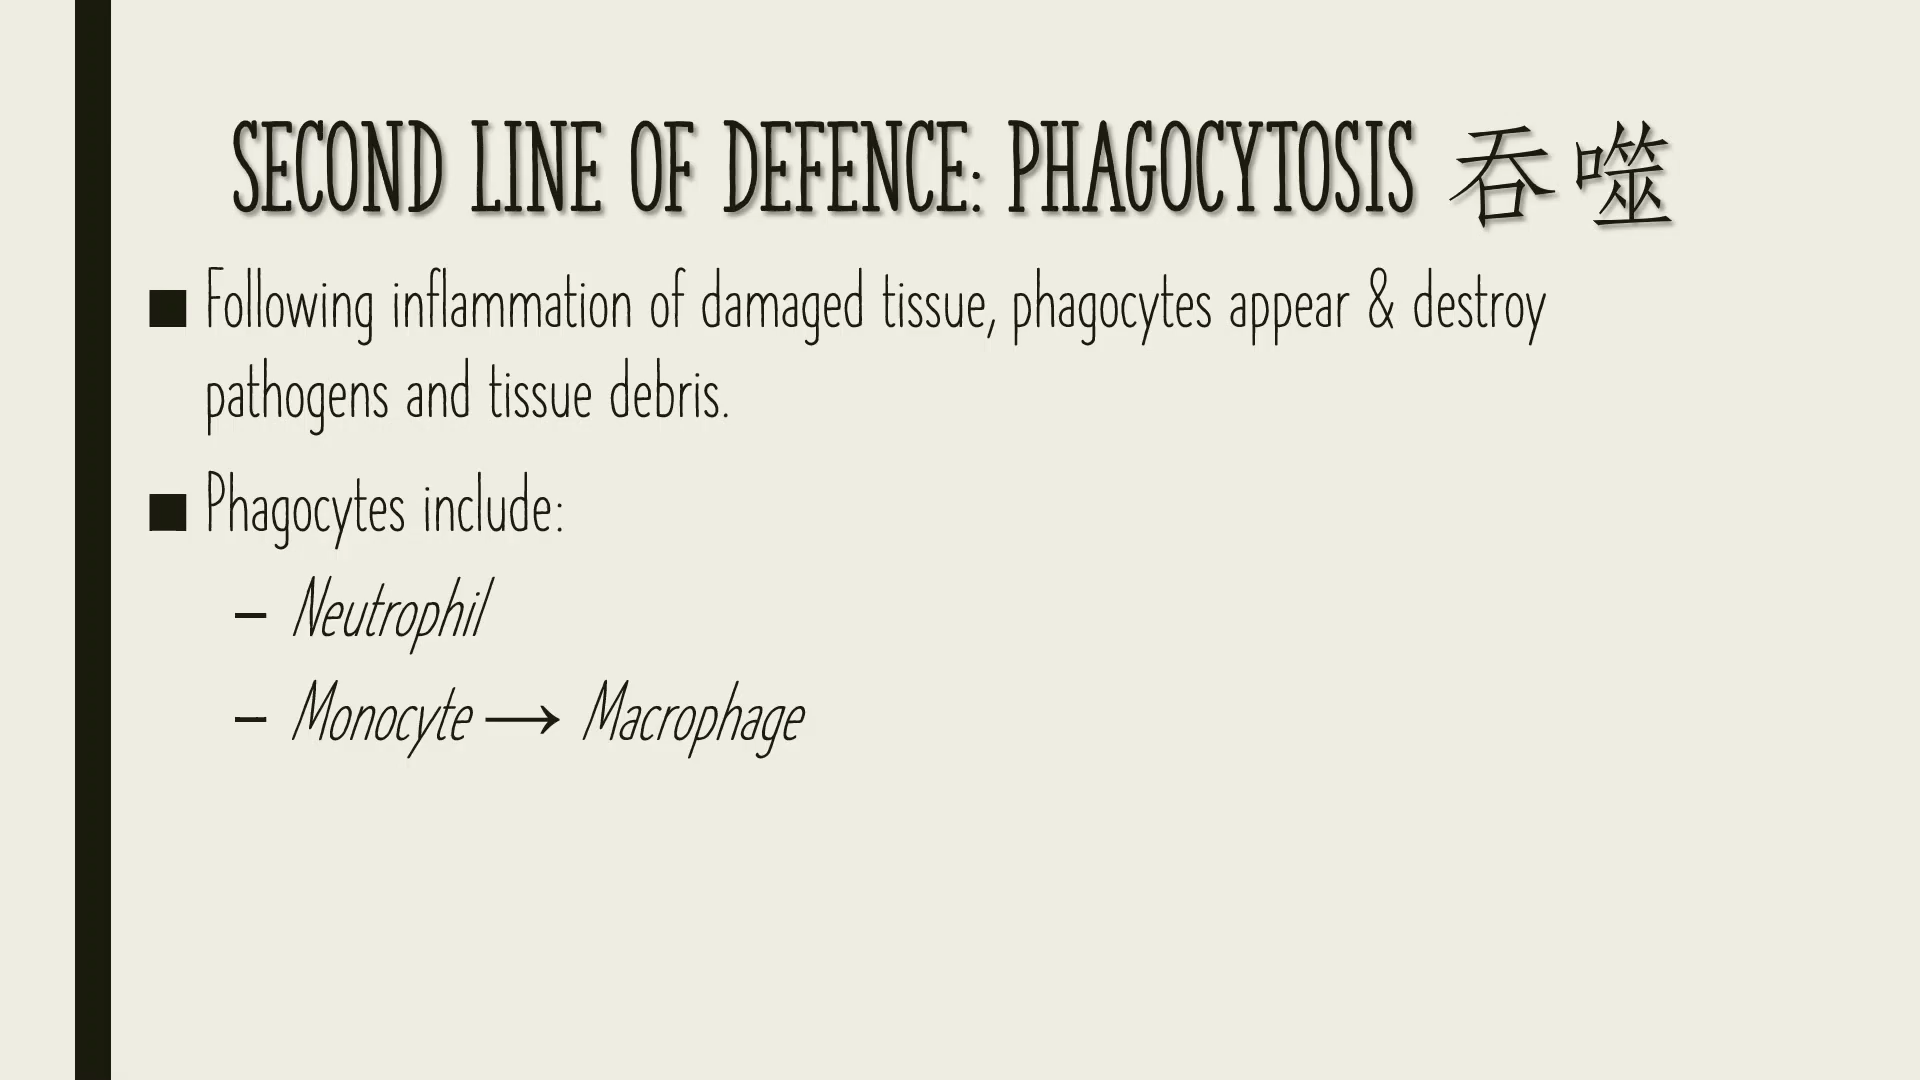 SECOND LINE OF DEFENCE: PHAGOCYTOSIS 吞噬
■ Following inflammation of damaged tissue, phagocytes appear & destroy
pathogens and tissue debris.
■ Phagocytes include:
– Neutrophil
– Monocyte → Macrophage